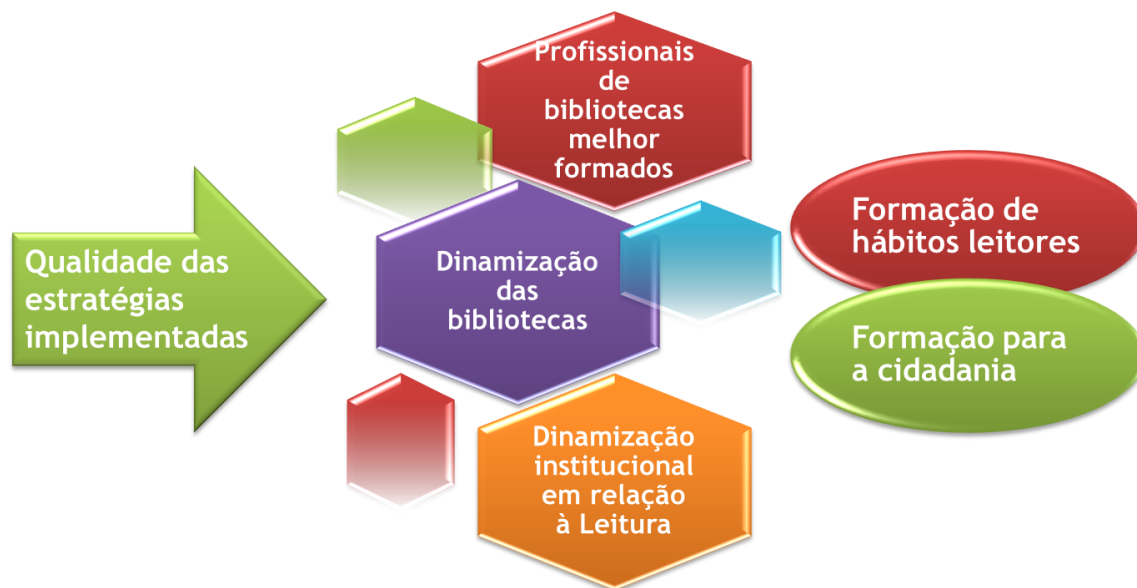 Qualidade das
estratégias
implementadas
Profissionais
de
bibliotecas
melhor
formados
Dinamização
das
bibliotecas
Dinamização
institucional
em relação
à Leitura
Formação de
hábitos leitores
Formação para
a cidadania